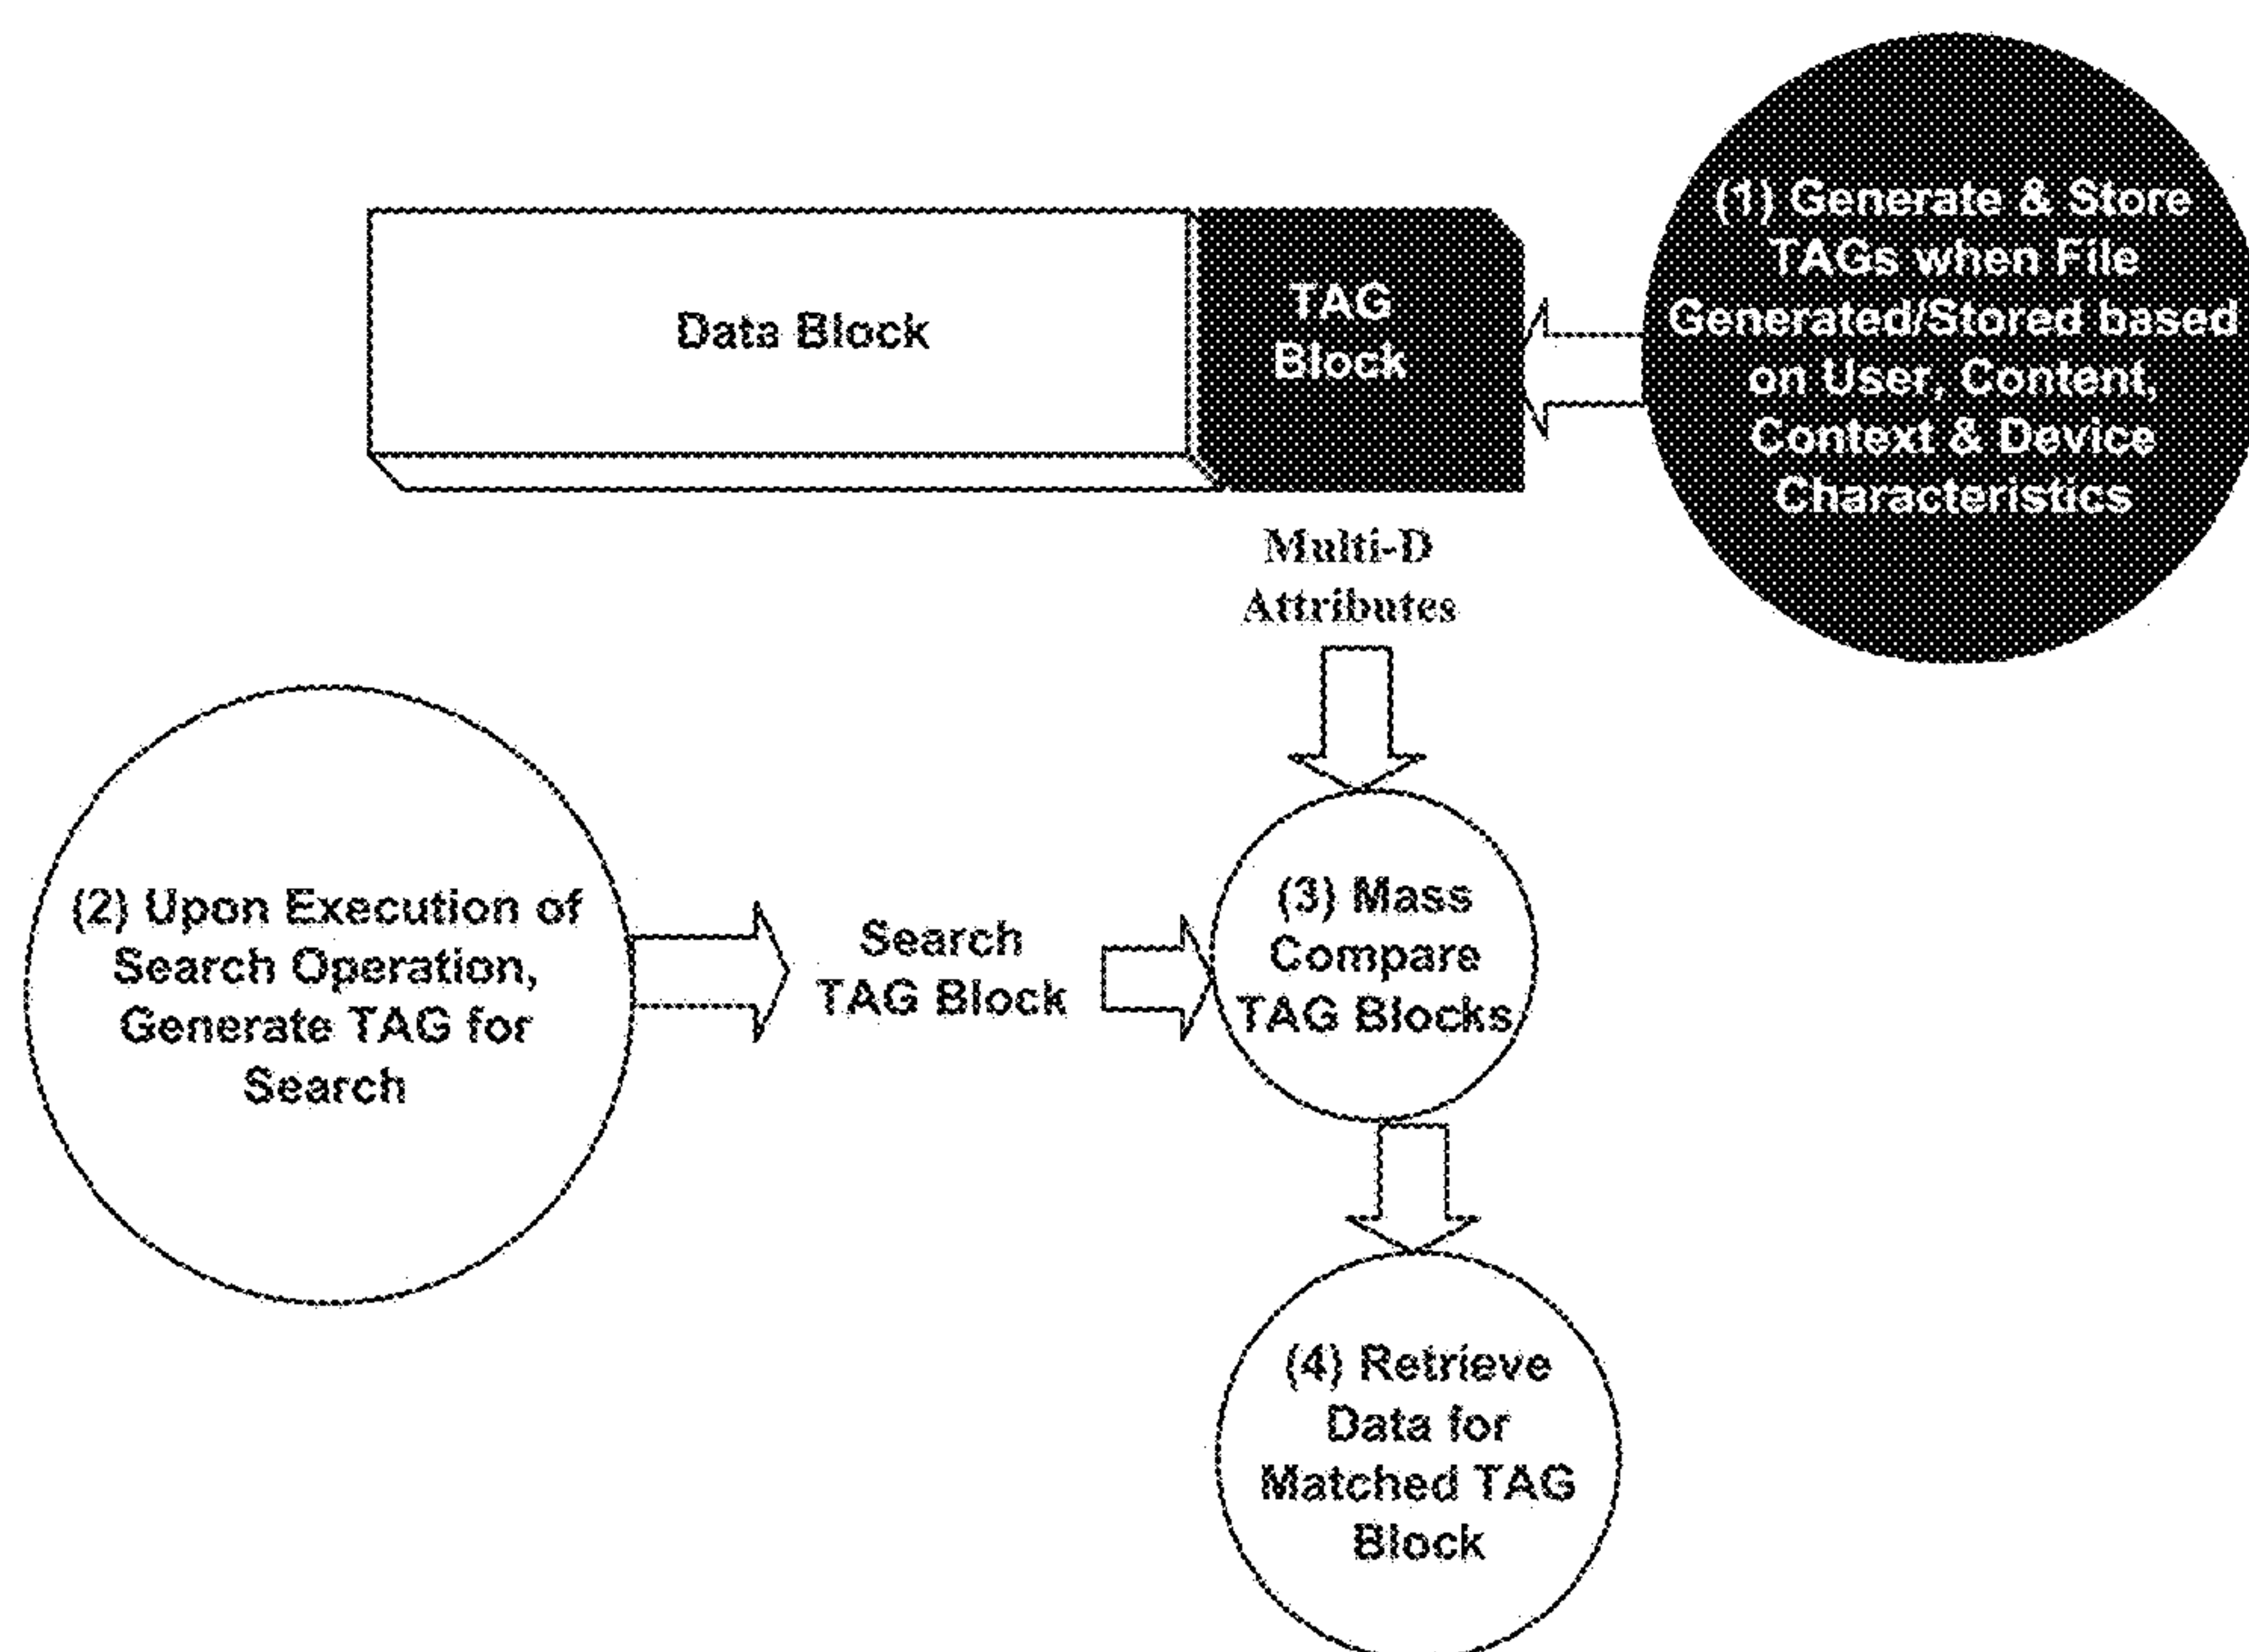 (1) Generate & Store
TAGs when File
Generated/Stored based
on User, Content,
Context & Device
Characteristics
Data Block
TAG
Block
Multi-D
Attributes
(2) Upon Execution of
Search Operation,
Generate TAG for
Search
Search
TAG Block
(3) Mass
Compare
TAG Blocks
(4) Retrieve
Data for
Matched TAG
Block